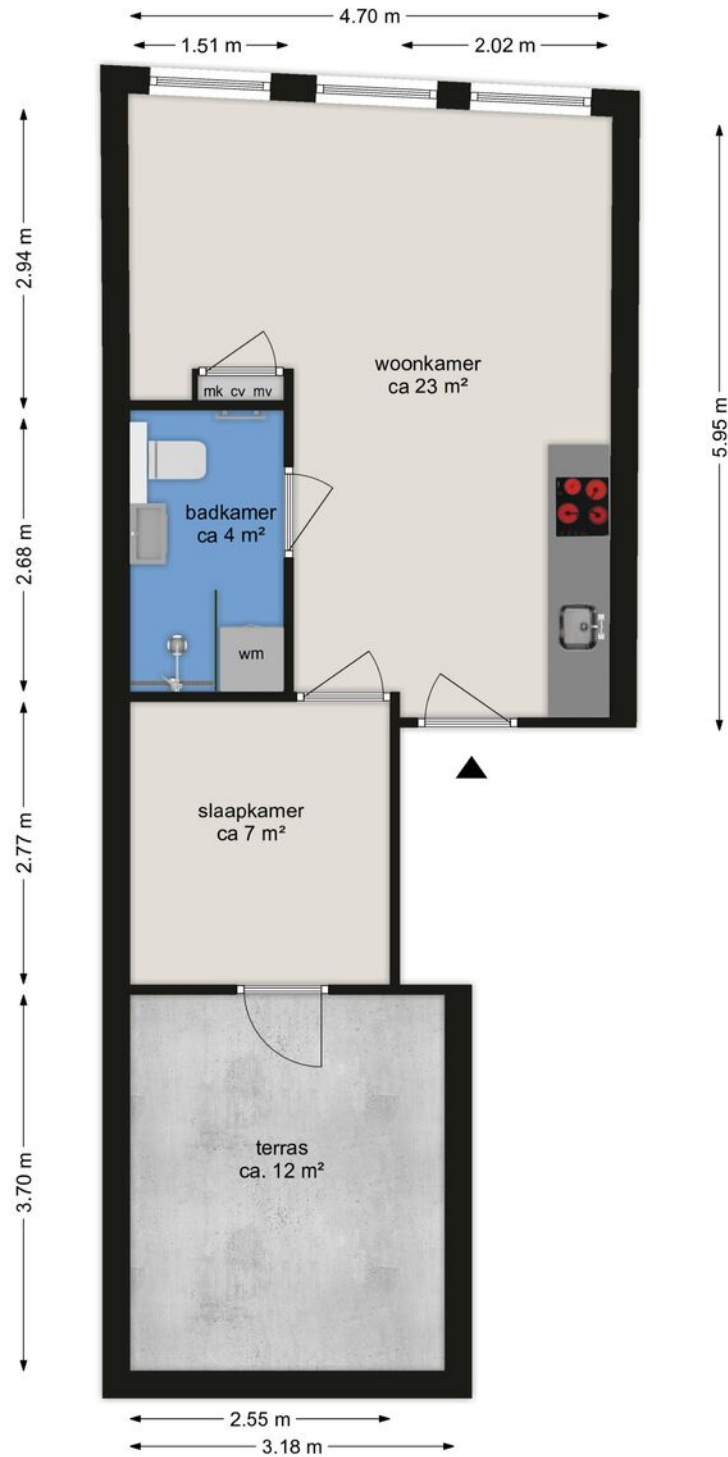 4.70 m
1.51 m
2.02 m
2.94 m
5.95 m
woonkamer
ca 23 m²
mk cv mv
2.68 m
badkamer
ca 4 m²
wm
2.77 m
slaapkamer
ca 7 m²
3.70 m
terras
ca. 12 m²
2.55 m
3.18 m